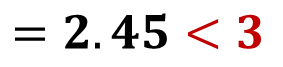 = 2.45 < 3